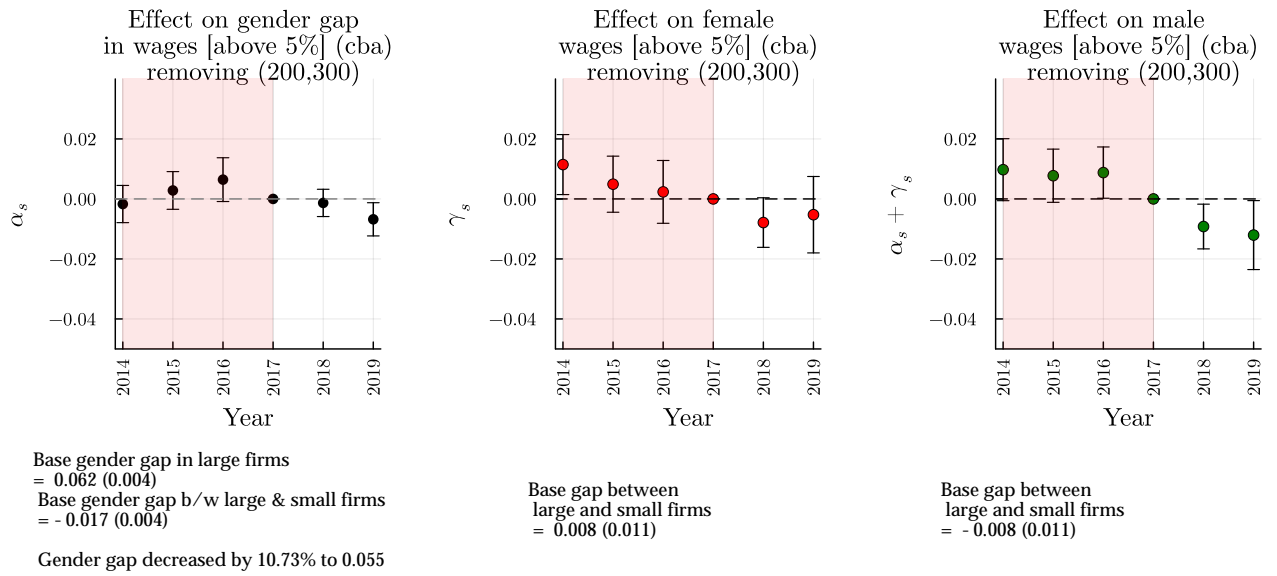 Effect on gender gap
in wages [above 5%] (cba)
removing (200,300)
0.02
0.00
−0.02
−0.04
α_s
2014
2015
2016
2017
2018
2019
Year
Base gender gap in large firms
= 0.062 (0.004)
Base gender gap b/w large & small firms
= - 0.017 (0.004)
Gender gap decreased by 10.73% to 0.055
Effect on female
wages [above 5%] (cba)
removing (200,300)
0.02
0.00
−0.02
−0.04
γ_s
2014
2015
2016
2017
2018
2019
Year
Base gap between
large and small firms
= 0.008 (0.011)
Effect on male
wages [above 5%] (cba)
removing (200,300)
0.02
0.00
−0.02
−0.04
α_s + γ_s
2014
2015
2016
2017
2018
2019
Year
Base gap between
large and small firms
= - 0.008 (0.011)